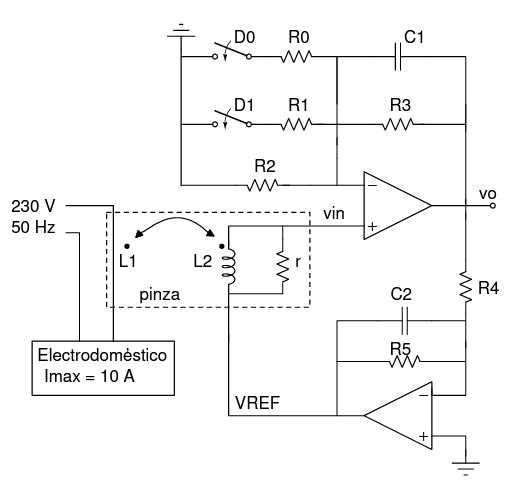 D0
R0
C1
D1
R1
R3
R2
vo
230 V
50 Hz
vin
−
+
L1
L2
r
pinza
R4
C2
R5
Electrodoméstico
Imax = 10 A
VREF
−
+